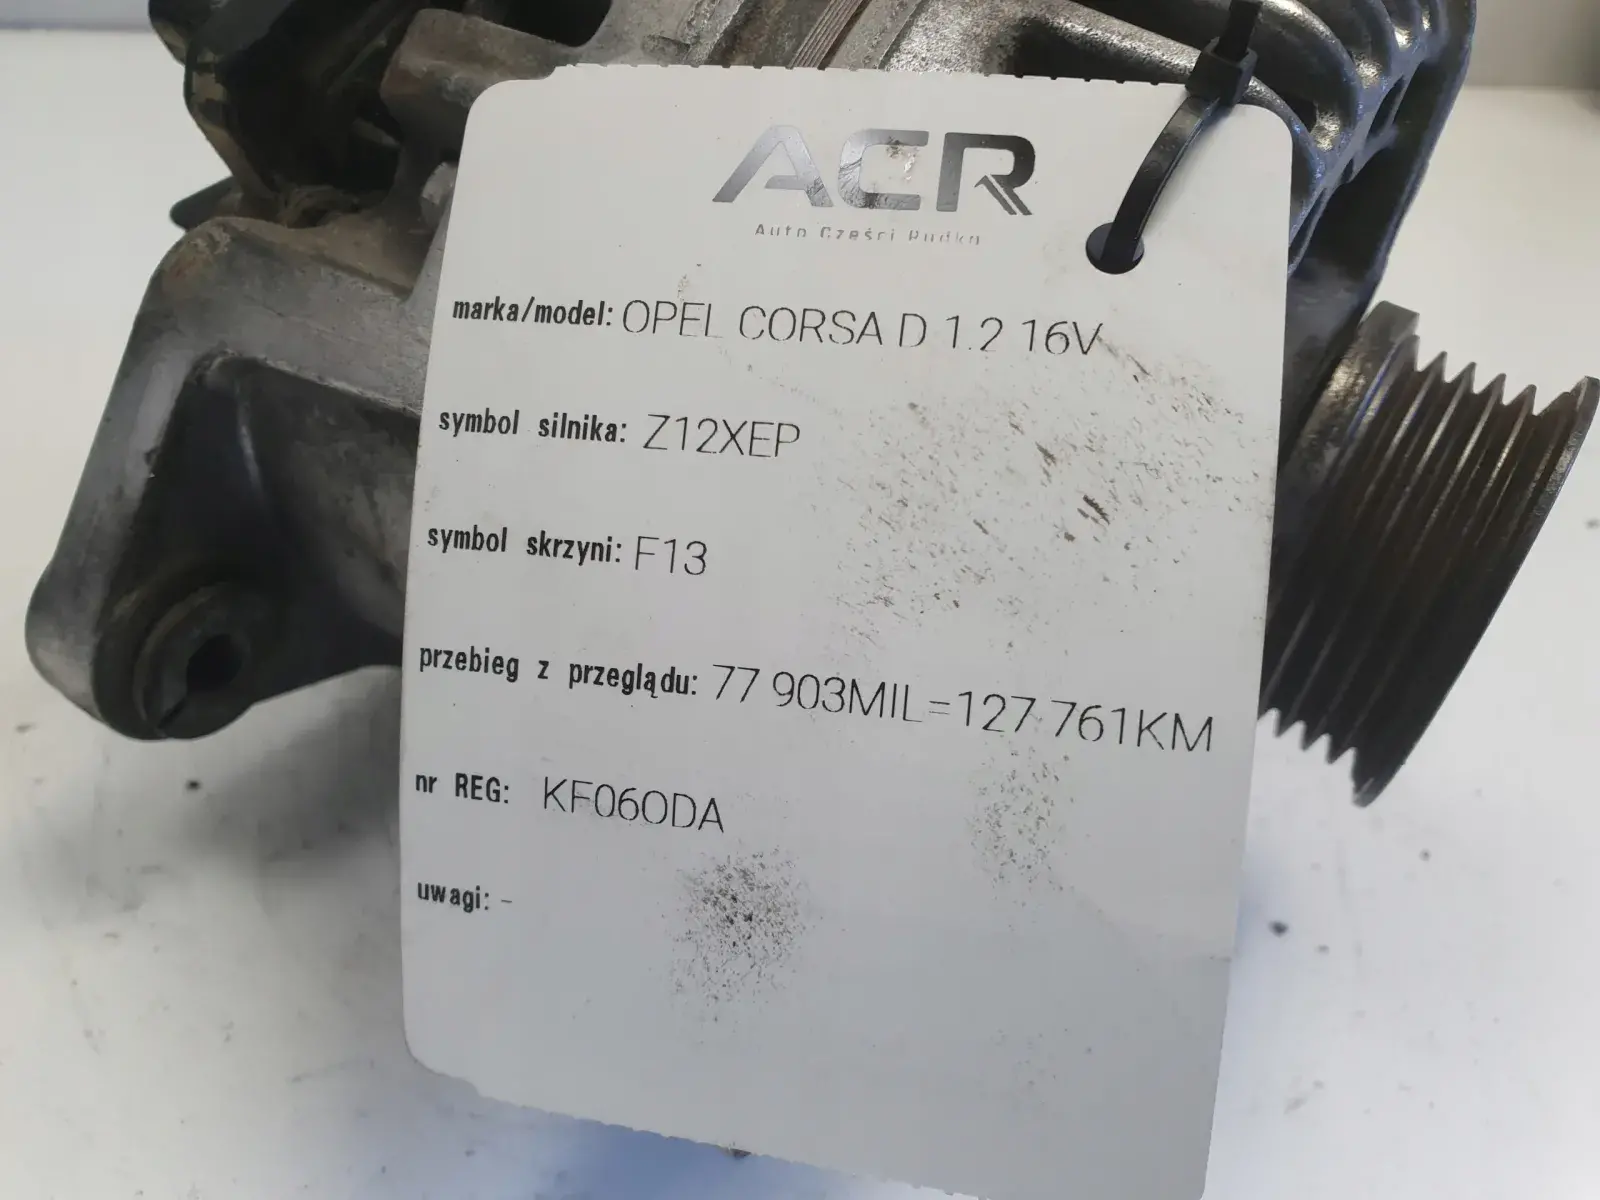 ACR
Auto Części Rudka
marka/model: OPEL CORSA D 1.2 16V
symbol silnika: Z12XEP
symbol skrzyni: F13
przebieg z przeglądu: 77 903MIL=127 761KM
nr REG: KF06ODA
uwagi: -